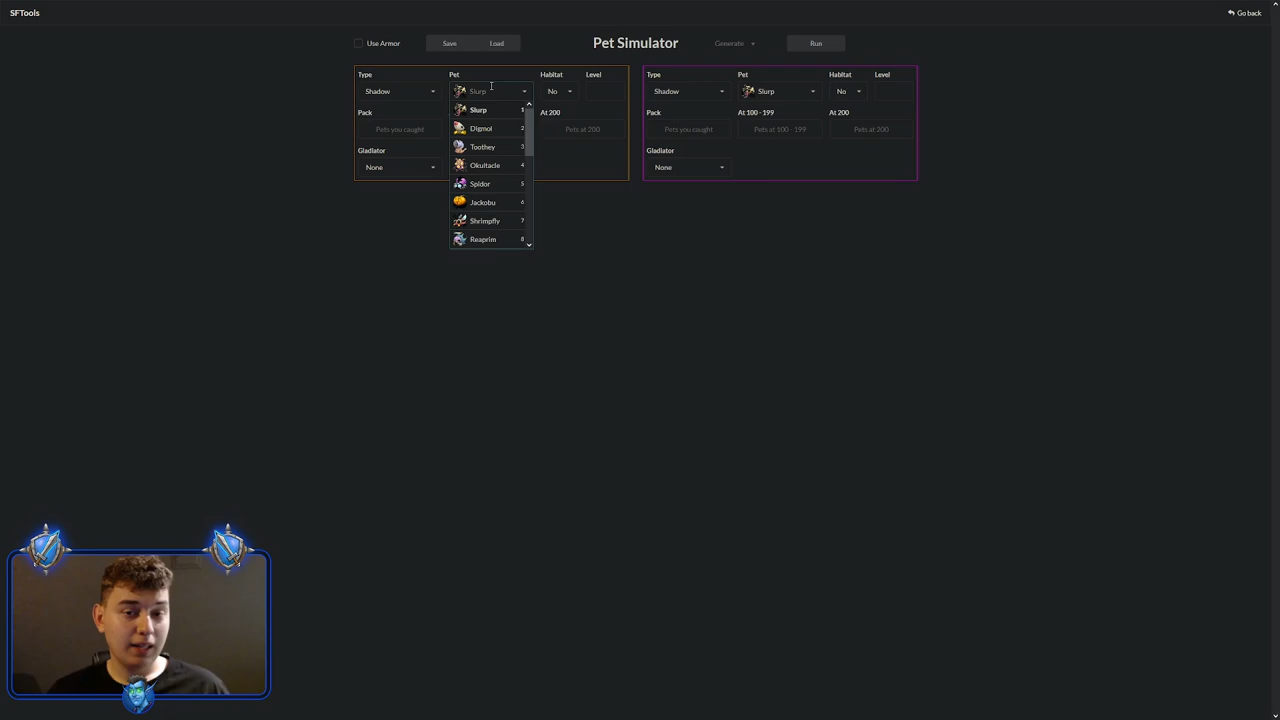 SFTools
Go back
Use Armor
Save
Load
Pet Simulator
Generate
Run
Type
Pet
Habitat
Level
Shadow
Slurp
No
Slurp 1
Digmol 2
Toothey 3
Okultacle 4
Spidor 5
Jackobu 6
Shrimpfly 7
Reaprim 8
Pack
At 200
Pets you caught
Pets at 200
Gladiator
None
Type
Pet
Habitat
Level
Shadow
Slurp
No
Pack
At 100 - 199
At 200
Pets you caught
Pets at 100 - 199
Pets at 200
Gladiator
None